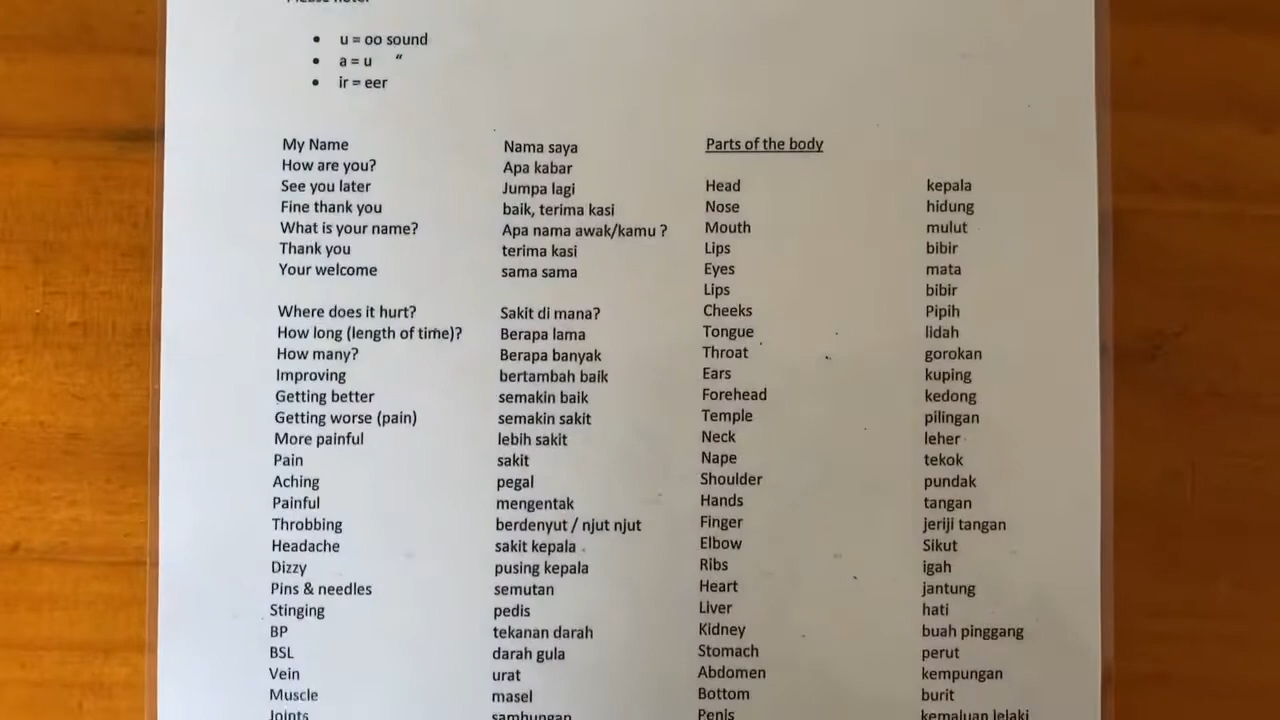 Please note:
• u = oo sound
• a = u "
• ir = eer
My Name Nama saya
How are you? Apa kabar
See you later Jumpa lagi
Fine thank you baik, terima kasi
What is your name? Apa nama awak/kamu ?
Thank you terima kasi
Your welcome sama sama
Where does it hurt? Sakit di mana?
How long (length of time)? Berapa lama
How many? Berapa banyak
Improving bertambah baik
Getting better semakin baik
Getting worse (pain) semakin sakit
More painful lebih sakit
Pain sakit
Aching pegal
Painful mengentak
Throbbing berdenyut / njut njut
Headache sakit kepala
Dizzy pusing kepala
Pins & needles semutan
Stinging pedis
BP tekanan darah
BSL darah gula
Vein urat
Muscle masel
Joints sambungan
Parts of the body
Head kepala
Nose hidung
Mouth mulut
Lips bibir
Eyes mata
Lips bibir
Cheeks Pipih
Tongue lidah
Throat gorokan
Ears kuping
Forehead kedong
Temple pilingan
Neck leher
Nape tekok
Shoulder pundak
Hands tangan
Finger jeriji tangan
Elbow Sikut
Ribs igah
Heart jantung
Liver hati
Kidney buah pinggang
Stomach perut
Abdomen kempungan
Bottom burit
Penis kemaluan lelaki